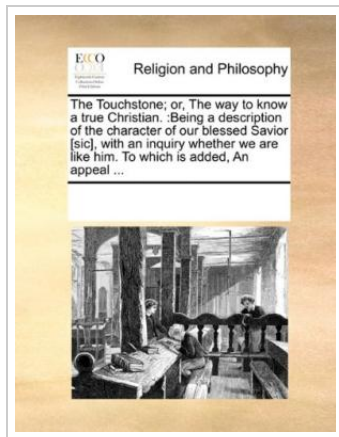 ECCO
Religion and Philosophy
The Touchstone; or, The way to know
a true Christian. :Being a description
of the character of our blessed Savior
[sic], with an inquiry whether we are
like him. To which is added, An
appeal ...